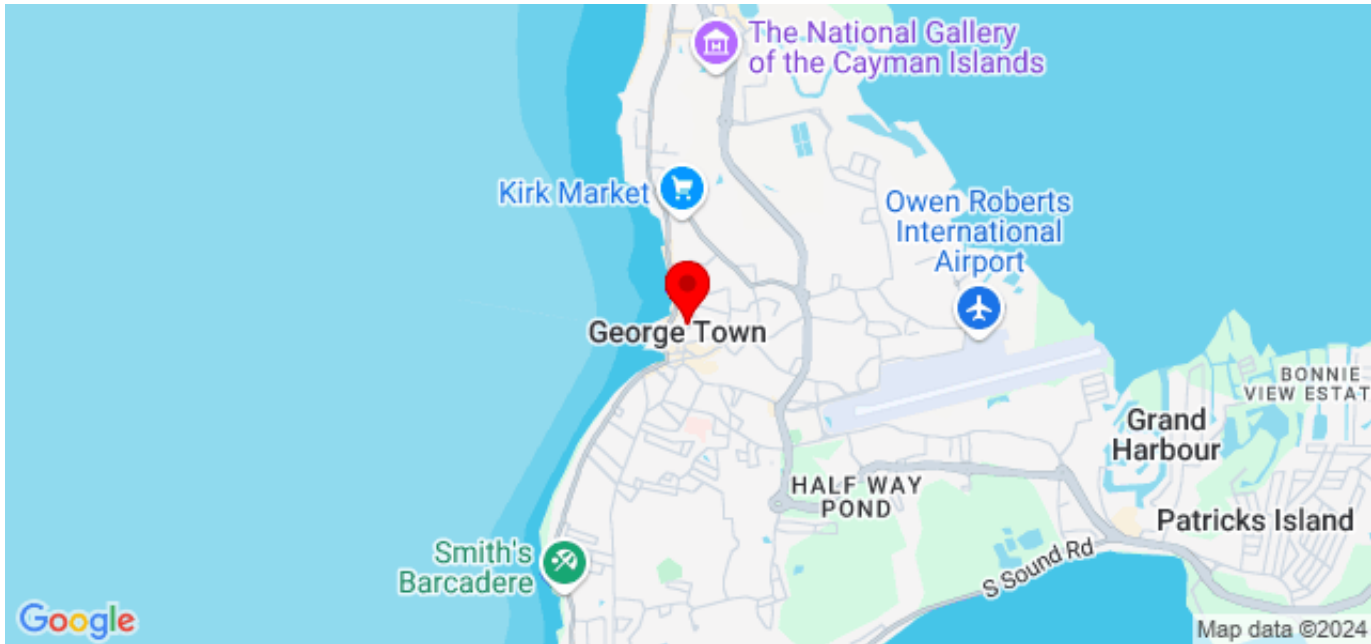 The National Gallery
of the Cayman Islands
Kirk Market
Owen Roberts
International
Airport
George Town
BONNIE
VIEW ESTAT
Grand
Harbour
HALF WAY
POND
Patricks Island
Smith's
Barcadere
S Sound Rd
Google
Map data ©2024